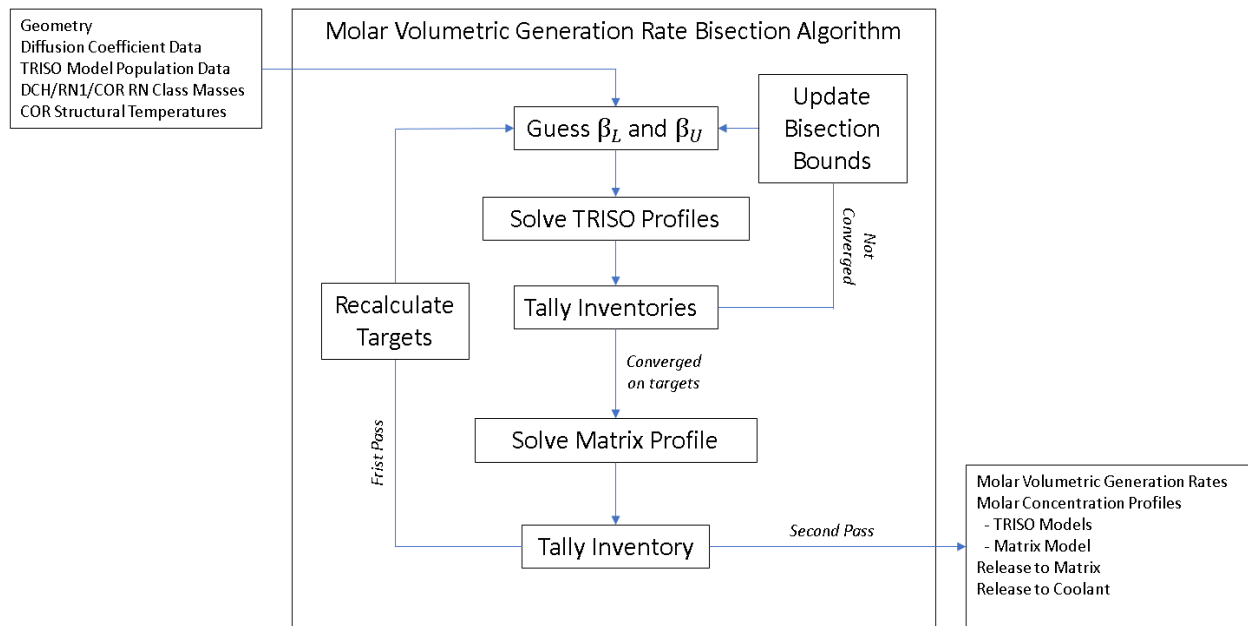 Geometry
Diffusion Coefficient Data
TRISO Model Population Data
DCH/RN1/COR RN Class Masses
COR Structural Temperatures
Molar Volumetric Generation Rate Bisection Algorithm
Guess β_L and β_U
Update
Bisection
Bounds
Solve TRISO Profiles
Not
Converged
Tally Inventories
Recalculate
Targets
Converged
on targets
Solve Matrix Profile
Frist Pass
Tally Inventory
Second Pass
Molar Volumetric Generation Rates
Molar Concentration Profiles
- TRISO Models
- Matrix Model
Release to Matrix
Release to Coolant